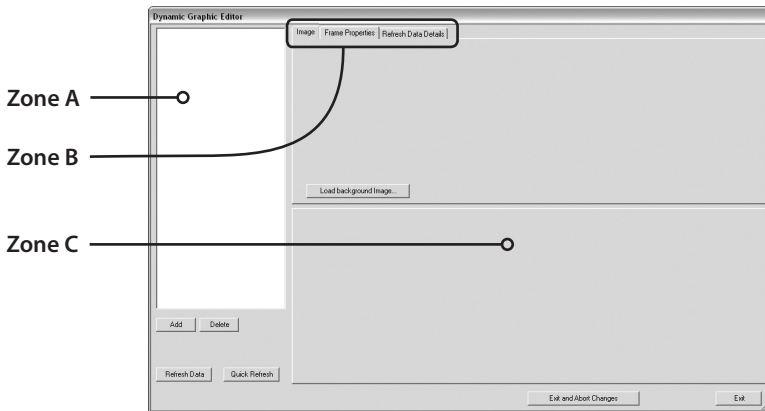 Dynamic Graphic Editor
Image Frame Properties Refresh Data Details
Zone A
Zone B
Load background Image...
Zone C
Add Delete
Refresh Data Quick Refresh
Exit and Abort Changes Exit